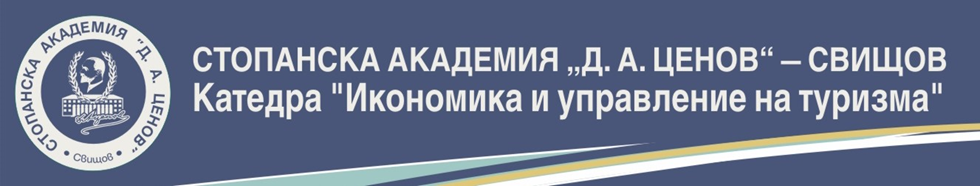 СТОПАНСКА АКАДЕМИЯ "Д. А. ЦЕНОВ"
• Свищов •
СТОПАНСКА АКАДЕМИЯ „Д. А. ЦЕНОВ“ – СВИЩОВ
Катедра "Икономика и управление на туризма"